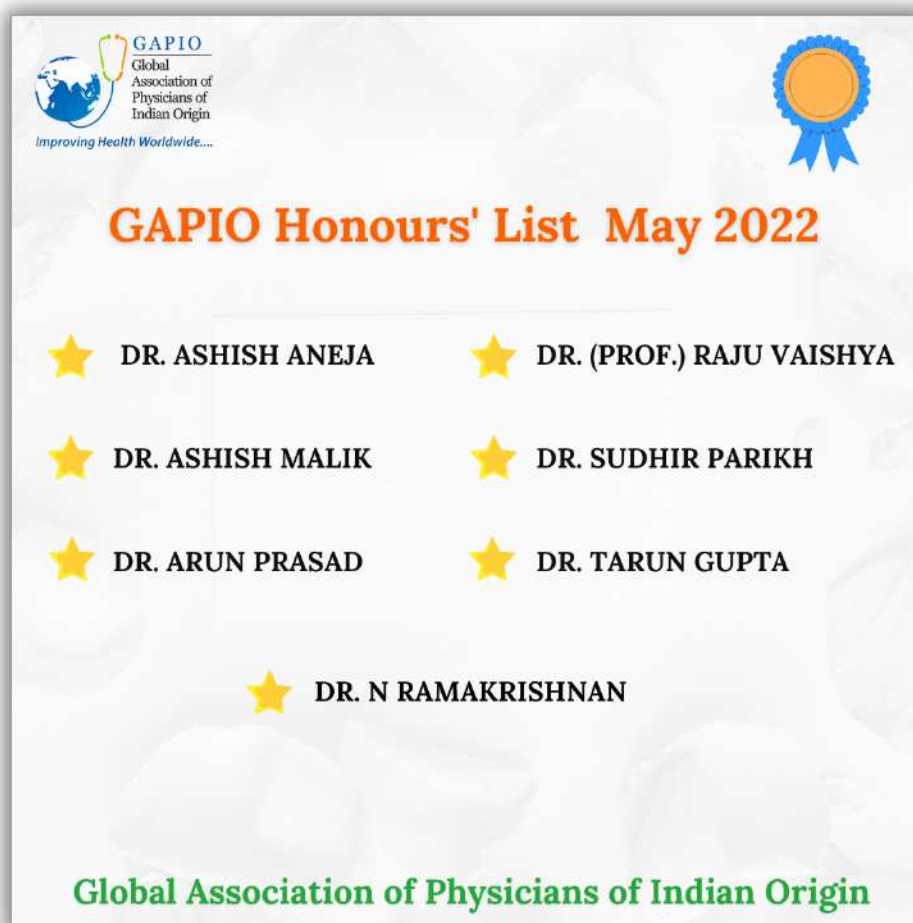 GAPIO
Global
Association of
Physicians of
Indian Origin
Improving Health Worldwide....
GAPIO Honours' List May 2022
DR. ASHISH ANEJA
DR. (PROF.) RAJU VAISHYA
DR. ASHISH MALIK
DR. SUDHIR PARIKH
DR. ARUN PRASAD
DR. TARUN GUPTA
DR. N RAMAKRISHNAN
Global Association of Physicians of Indian Origin